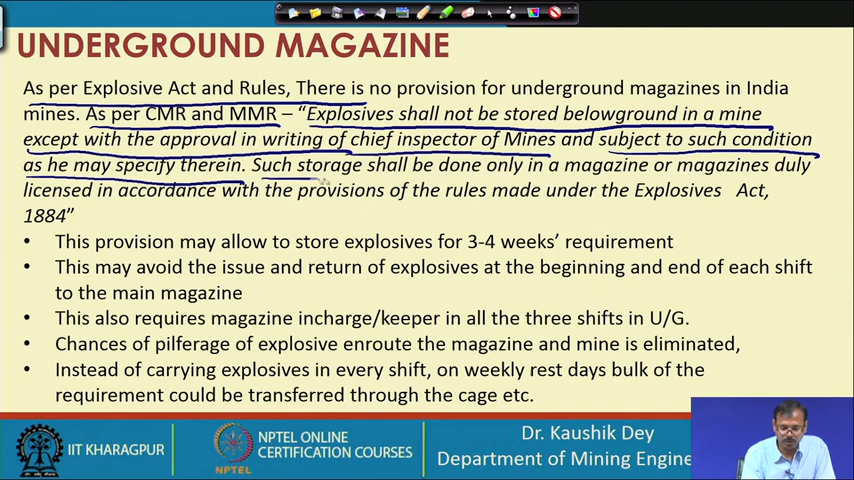 UNDERGROUND MAGAZINE
As per Explosive Act and Rules, There is no provision for underground magazines in India
mines. As per CMR and MMR – “Explosives shall not be stored belowground in a mine
except with the approval in writing of chief inspector of Mines and subject to such condition
as he may specify therein. Such storage shall be done only in a magazine or magazines duly
licensed in accordance with the provisions of the rules made under the Explosives Act,
1884”
• This provision may allow to store explosives for 3-4 weeks’ requirement
• This may avoid the issue and return of explosives at the beginning and end of each shift
to the main magazine
• This also requires magazine incharge/keeper in all the three shifts in U/G.
• Chances of pilferage of explosive enroute the magazine and mine is eliminated,
• Instead of carrying explosives in every shift, on weekly rest days bulk of the
requirement could be transferred through the cage etc.
IIT KHARAGPUR
NPTEL
NPTEL ONLINE
CERTIFICATION COURSES
Dr. Kaushik Dey
Department of Mining Engine